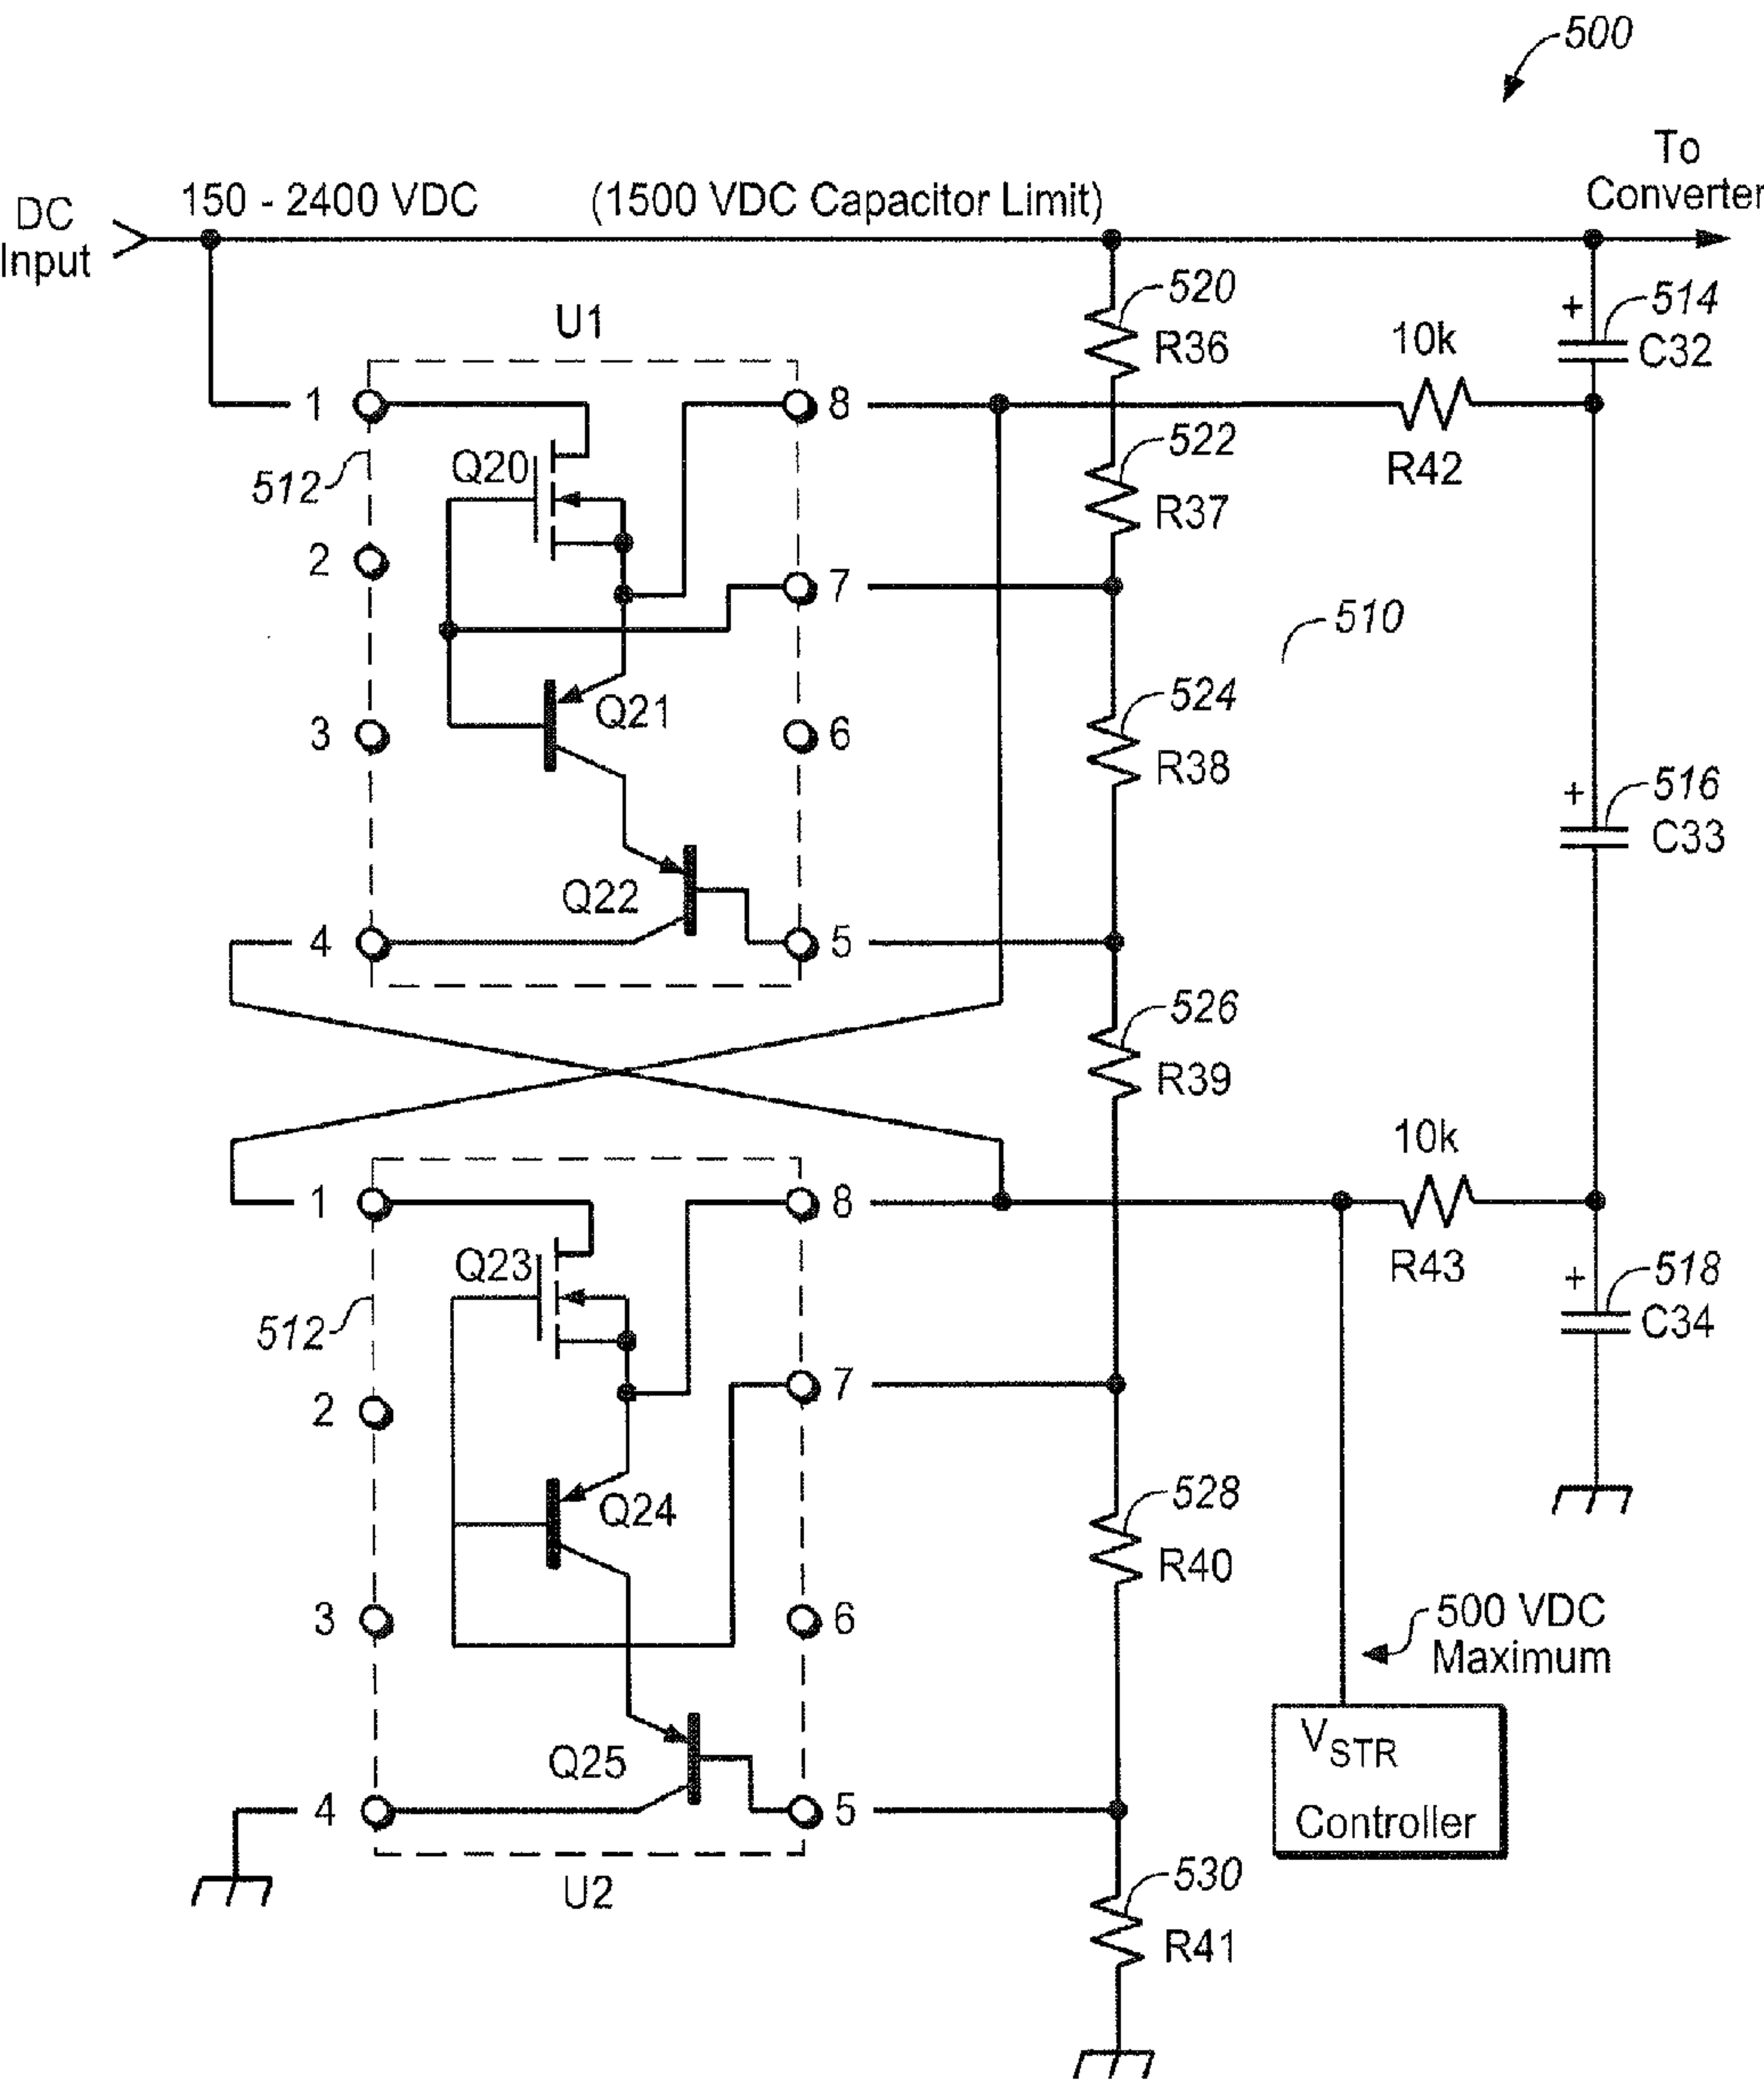 500
To
Converter
DC
Input
150 - 2400 VDC
(1500 VDC Capacitor Limit)
520
R36
10k
+
514
C32
U1
1
8
512
Q20
522
R37
R42
2
7
510
Q21
524
R38
3
6
+
516
C33
Q22
4
5
526
R39
10k
1
8
Q23
R43
512
+
518
C34
2
7
Q24
528
R40
3
6
500 VDC
Maximum
Q25
VSTR
Controller
4
5
U2
530
R41